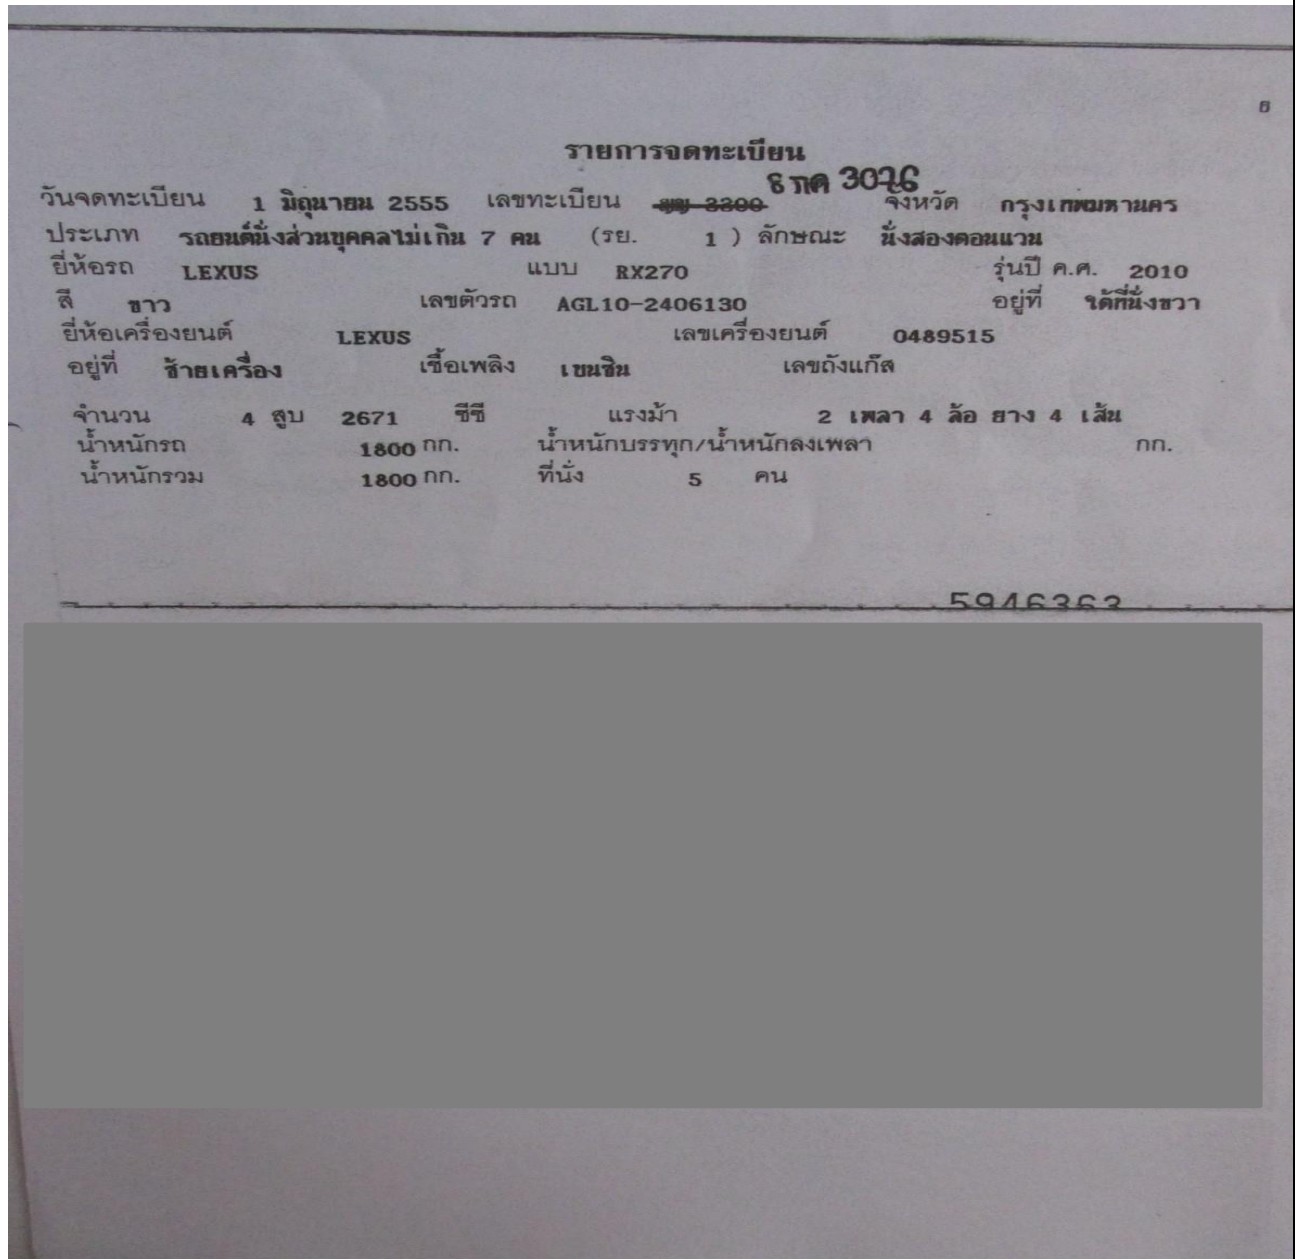 6
รายการจดทะเบียน
6 กค 3076
วันจดทะเบียน 1 มิถุนายน 2555 เลขทะเบียน 3300 จังหวัด กรุงเทพมหานคร
ประเภท รถยนต์นั่งส่วนบุคคลไม่เกิน 7 คน (รย. 1 ) ลักษณะ นั่งสองตอนแวน
ยี่ห้อรถ LEXUS แบบ RX270 รุ่นปี ค.ศ. 2010
สี ขาว เลขตัวรถ AGL10-2406130 อยู่ที่ ใต้ที่นั่งขวา
ยี่ห้อเครื่องยนต์ LEXUS เลขเครื่องยนต์ 0489515
อยู่ที่ ซ้ายเครื่อง เชื้อเพลิง เบนซิน เลขถังแก๊ส
จำนวน 4 สูบ 2671 ซีซี แรงม้า 2 เพลา 4 ล้อ ยาง 4 เส้น
น้ำหนักรถ 1800 กก. น้ำหนักบรรทุก/น้ำหนักลงเพลา กก.
น้ำหนักรวม 1800 กก. ที่นั่ง 5 คน
5946363